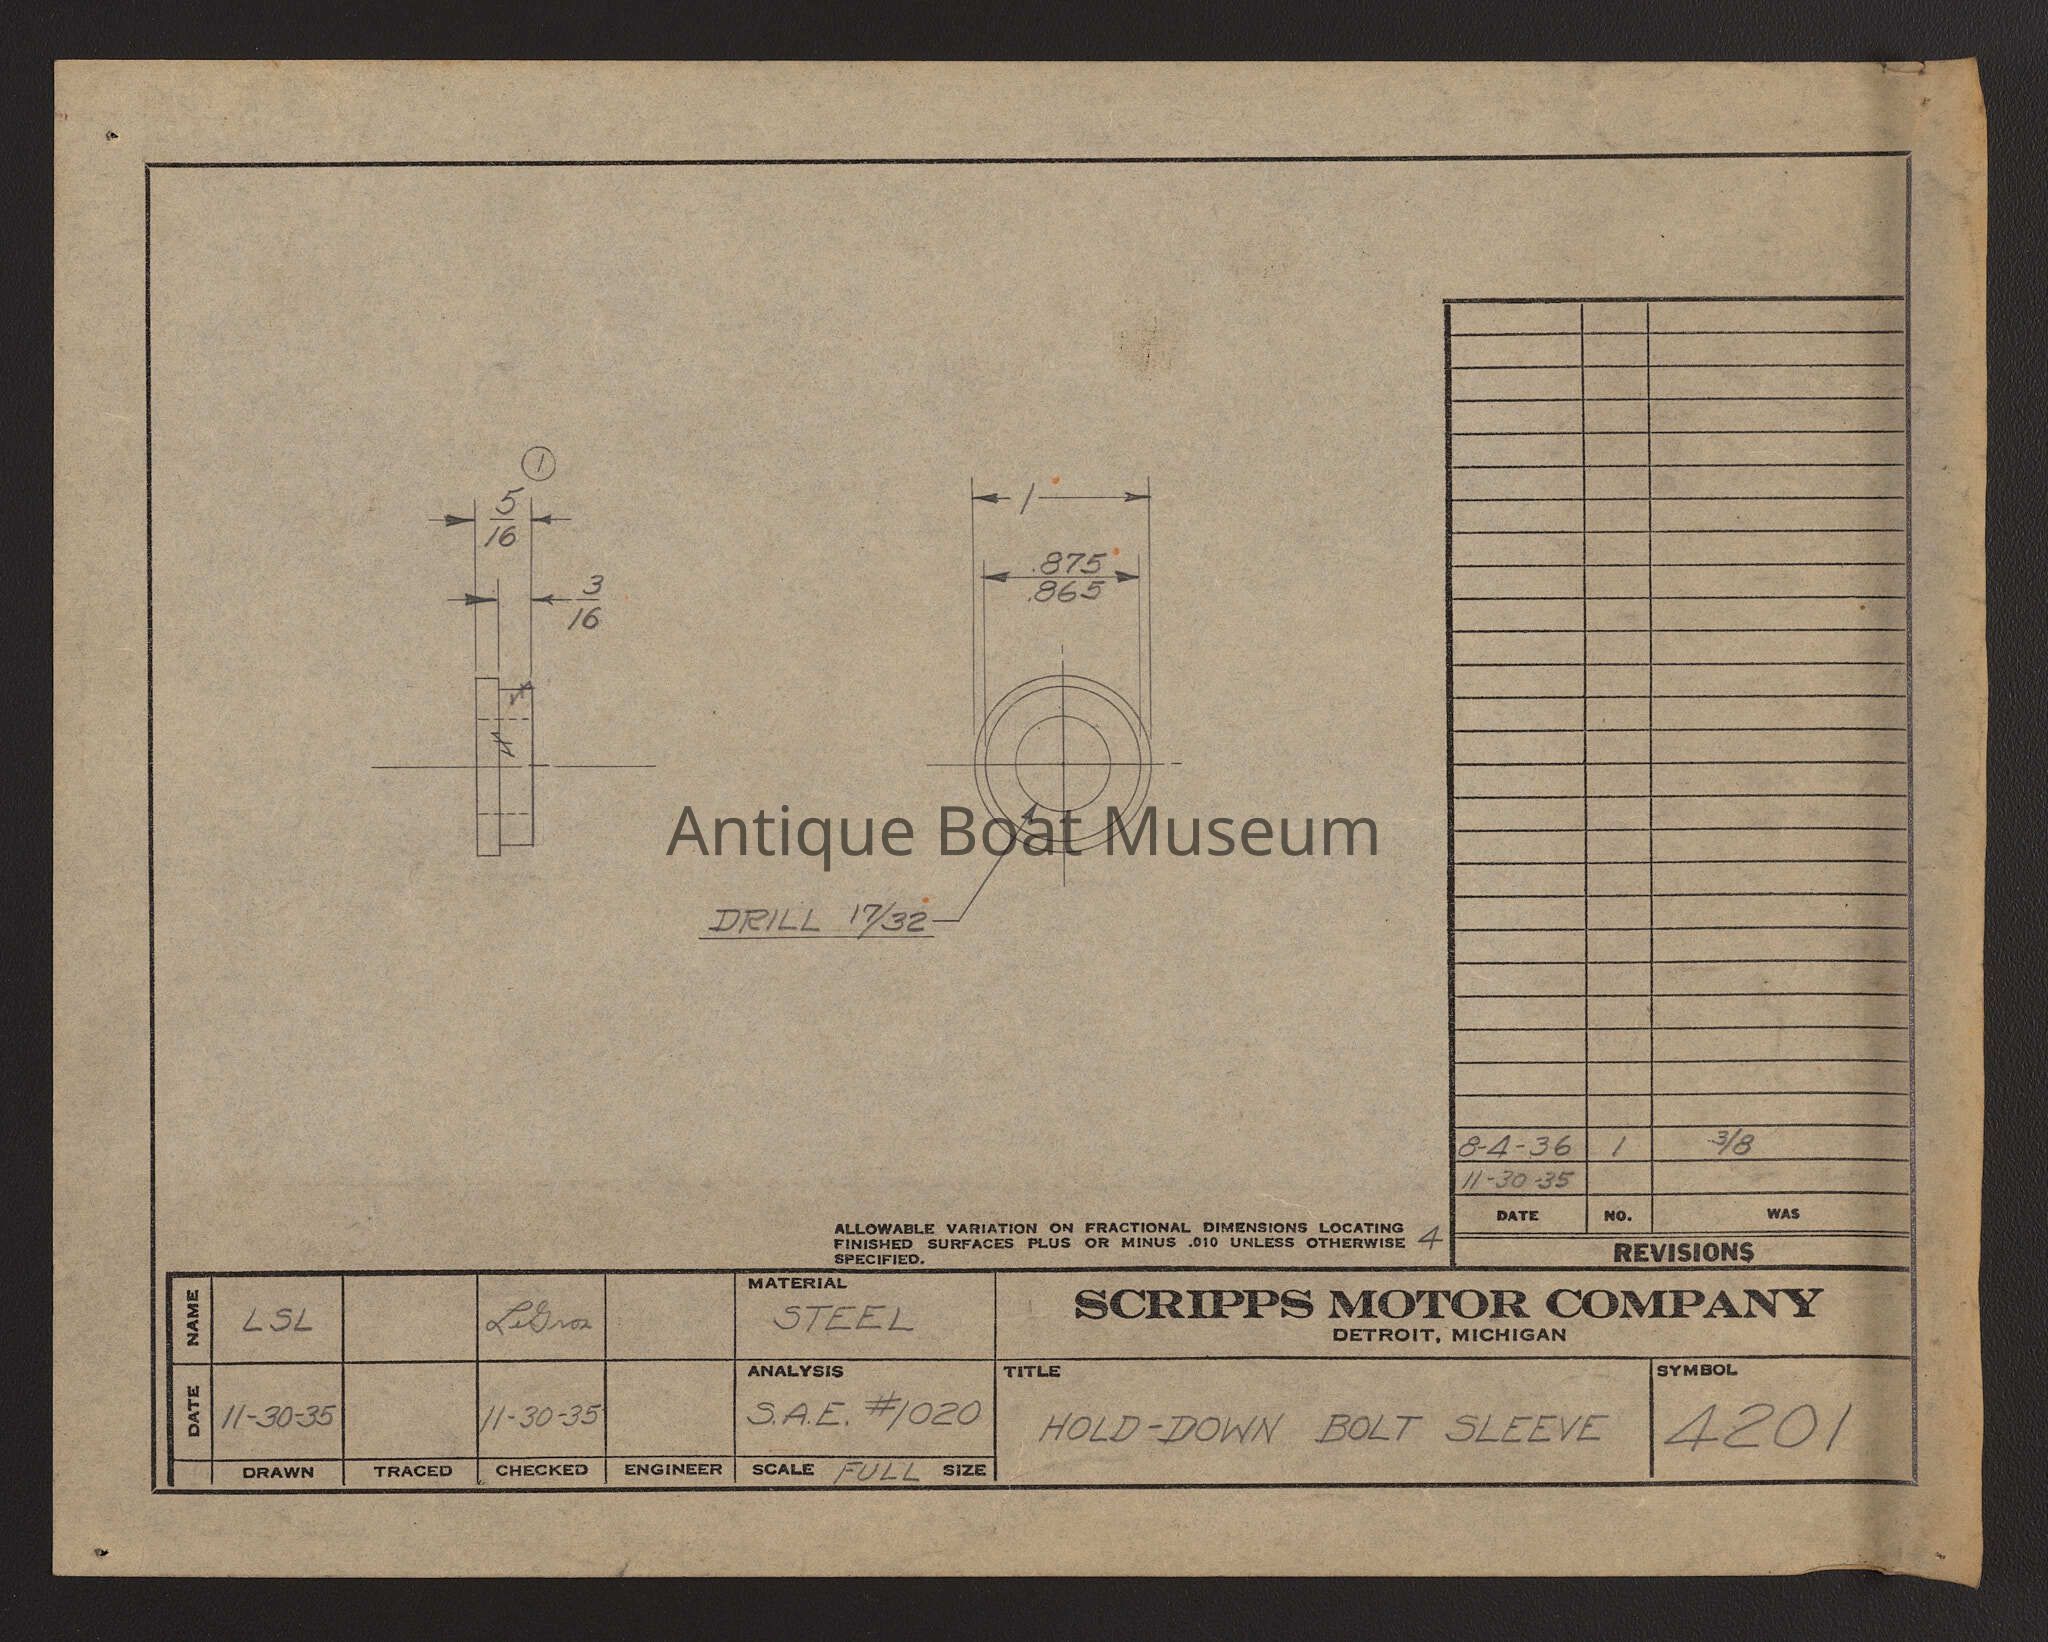 1
5
16
3
16
1
.875
.865
Antique Boat Museum
DRILL 17/32
8-4-36 1 3/8
11-30-35
DATE NO. WAS
REVISIONS
ALLOWABLE VARIATION ON FRACTIONAL DIMENSIONS LOCATING
FINISHED SURFACES PLUS OR MINUS .010 UNLESS OTHERWISE 4
SPECIFIED.
NAME LSL LeGros
DATE 11-30-35 11-30-35
DRAWN TRACED CHECKED ENGINEER
MATERIAL
STEEL
ANALYSIS
S.A.E. #1020
SCALE FULL SIZE
SCRIPPS MOTOR COMPANY
DETROIT, MICHIGAN
TITLE
HOLD-DOWN BOLT SLEEVE
SYMBOL
4201